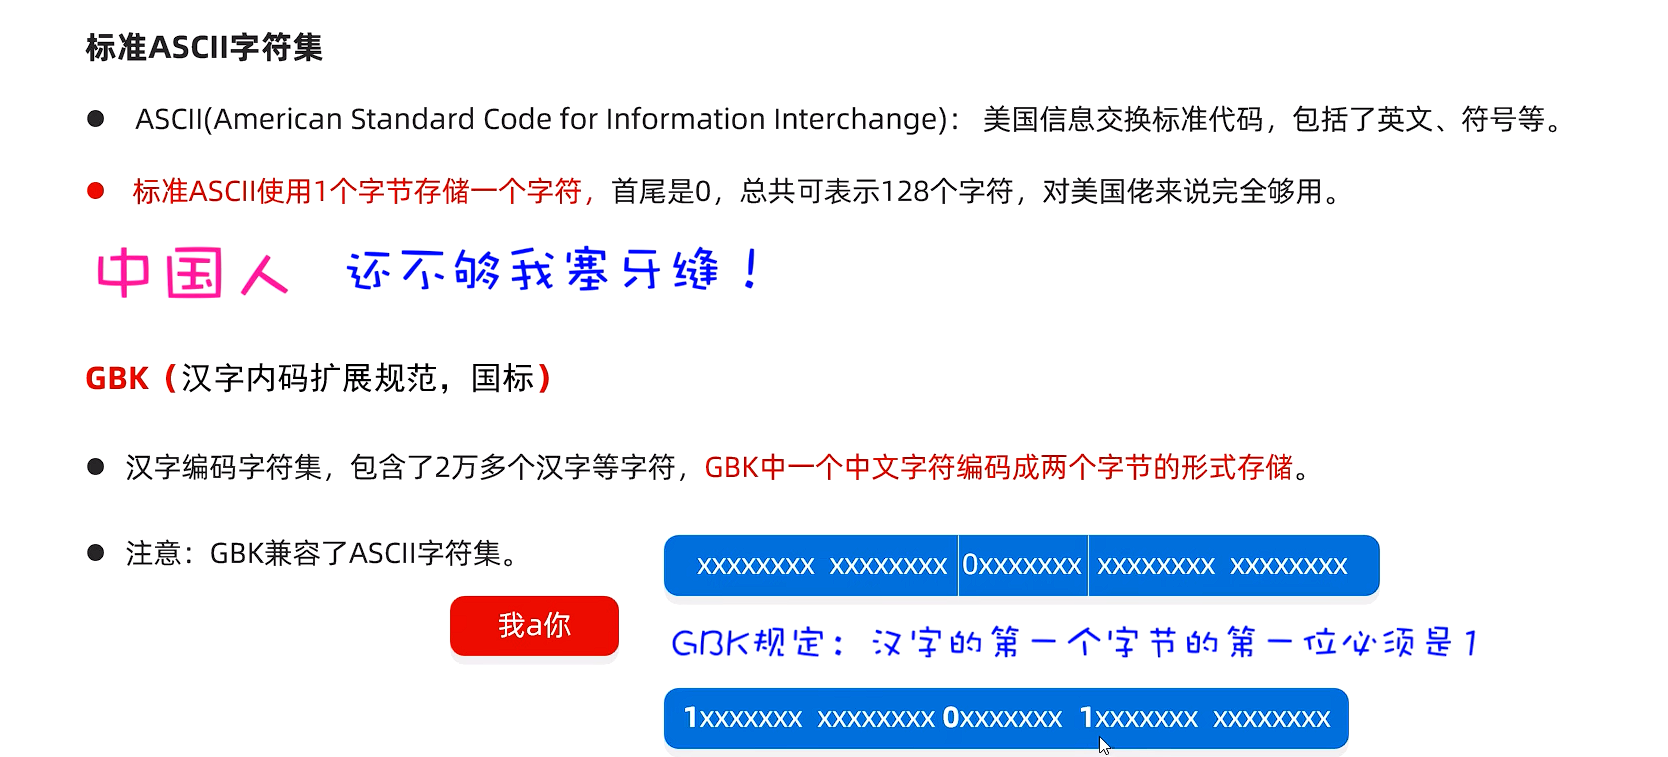 标准ASCII字符集
● ASCII(American Standard Code for Information Interchange)： 美国信息交换标准代码，包括了英文、符号等。
● 标准ASCII使用1个字节存储一个字符，首尾是0，总共可表示128个字符，对美国佬来说完全够用。
中国人 还不够我塞牙缝！
GBK（汉字内码扩展规范，国标）
● 汉字编码字符集，包含了2万多个汉字等字符，GBK中一个中文字符编码成两个字节的形式存储。
● 注意：GBK兼容了ASCII字符集。
xxxxxxxx xxxxxxxx 0xxxxxxx xxxxxxxx xxxxxxxx
我a你
GBK规定：汉字的第一个字节的第一位必须是1
1xxxxxxx xxxxxxxx 0xxxxxxx 1xxxxxxx xxxxxxxx